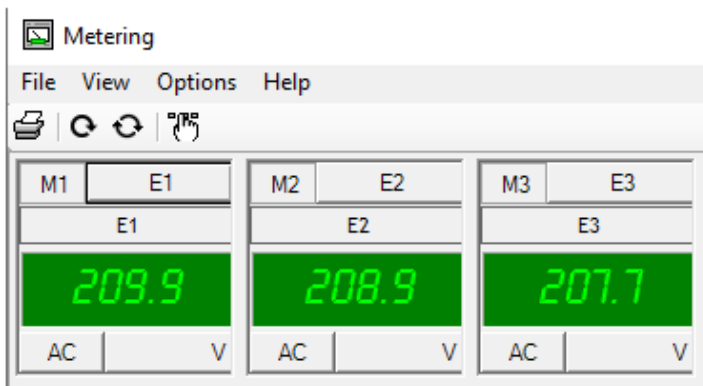 Metering
File View Options Help
M1 E1 M2 E2 M3 E3
E1 E2 E3
209.9 208.9 207.7
AC V AC V AC V